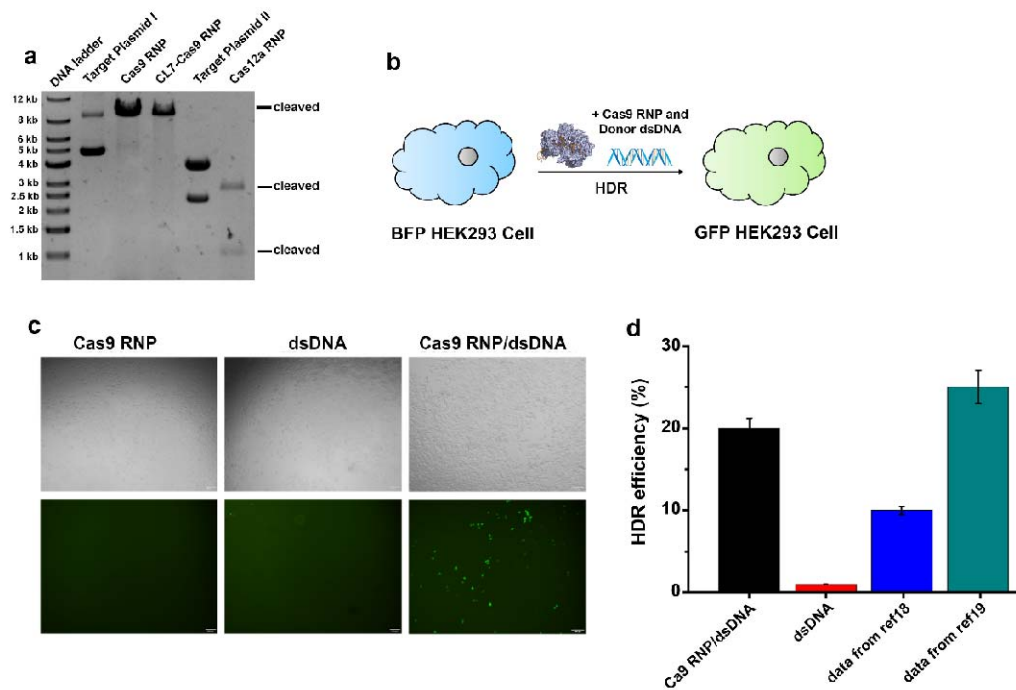 a
DNA ladder
Target Plasmid I
Cas9 RNP
CL7-Cas9 RNP
Target Plasmid II
Cas12a RNP
12 kb
3 kb
6 kb
5 kb
4 kb
3 kb
2.5 kb
2 kb
1.5 kb
1 kb
cleaved
cleaved
cleaved
b
+ Cas9 RNP and
Donor dsDNA
HDR
BFP HEK293 Cell
GFP HEK293 Cell
c
Cas9 RNP
dsDNA
Cas9 RNP/dsDNA
d
HDR efficiency (%)
30
20
10
0
Ca9 RNP/dsDNA
dsDNA
data from ref18
data from ref19